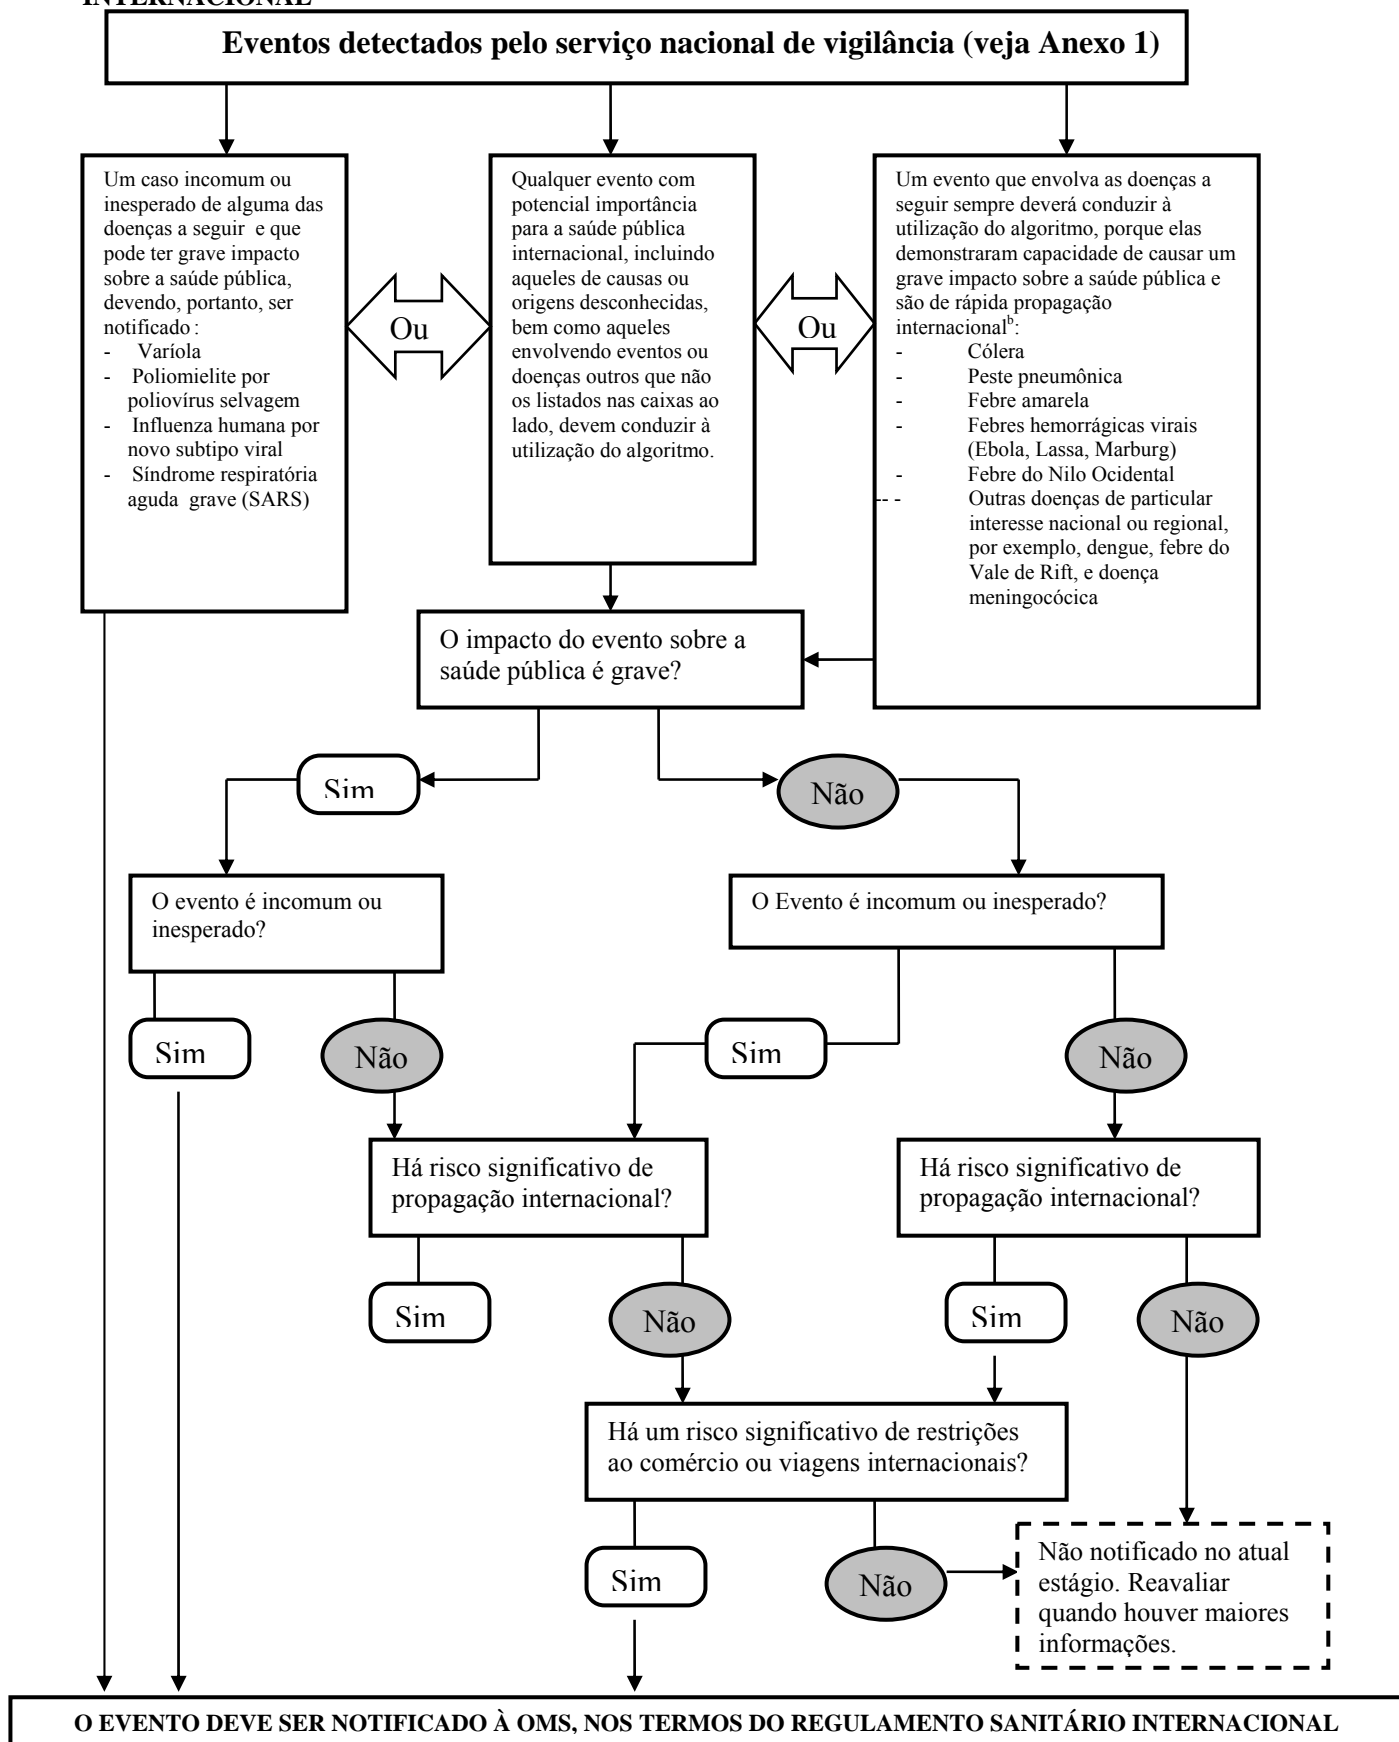 INTERNACIONAL
Eventos detectados pelo serviço nacional de vigilância (veja Anexo 1)
Um caso incomum ou
inesperado de alguma das
doenças a seguir e que
pode ter grave impacto
sobre a saúde pública,
devendo, portanto, ser
notificado :
- Varíola
- Poliomielite por
poliovírus selvagem
- Influenza humana por
novo subtipo viral
- Síndrome respiratória
aguda grave (SARS)
Ou
Qualquer evento com
potencial importância
para a saúde pública
internacional, incluindo
aqueles de causas ou
origens desconhecidas,
bem como aqueles
envolvendo eventos ou
doenças outros que não
os listados nas caixas ao
lado, devem conduzir à
utilização do algoritmo.
Ou
Um evento que envolva as doenças a
seguir sempre deverá conduzir à
utilização do algoritmo, porque elas
demonstraram capacidade de causar um
grave impacto sobre a saúde pública e
são de rápida propagação
internacionalb:
- Cólera
- Peste pneumônica
- Febre amarela
- Febres hemorrágicas virais
(Ebola, Lassa, Marburg)
- Febre do Nilo Ocidental
-- - Outras doenças de particular
interesse nacional ou regional,
por exemplo, dengue, febre do
Vale de Rift, e doença
meningocócica
O impacto do evento sobre a
saúde pública é grave?
Sim
Não
O evento é incomum ou
inesperado?
O Evento é incomum ou inesperado?
Sim
Não
Sim
Não
Há risco significativo de
propagação internacional?
Há risco significativo de
propagação internacional?
Sim
Não
Sim
Não
Há um risco significativo de restrições
ao comércio ou viagens internacionais?
Sim
Não
Não notificado no atual
estágio. Reavaliar
quando houver maiores
informações.
O EVENTO DEVE SER NOTIFICADO À OMS, NOS TERMOS DO REGULAMENTO SANITÁRIO INTERNACIONAL